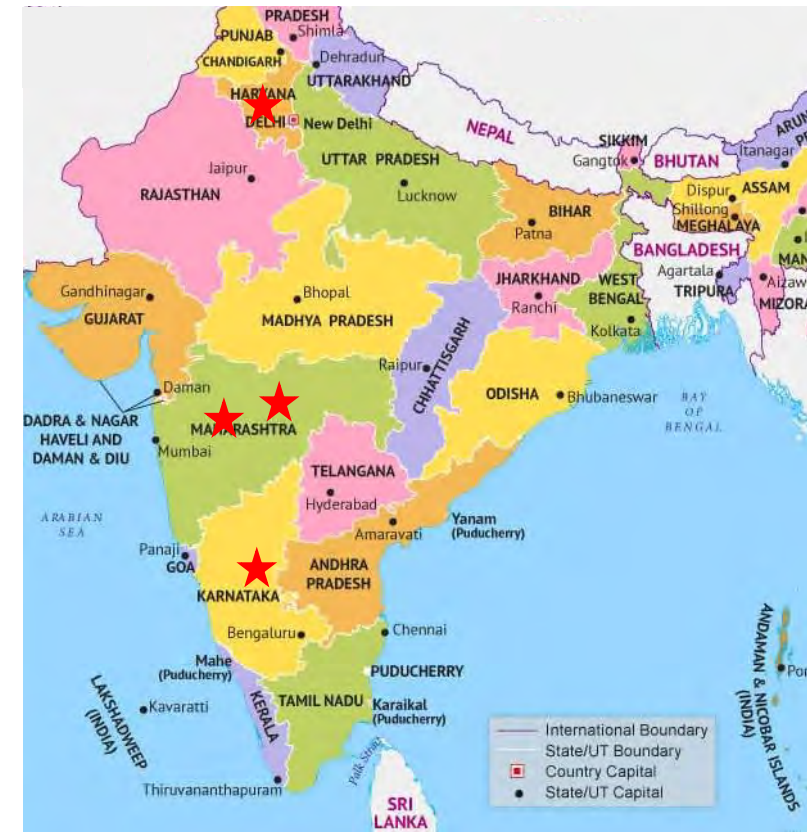 PRADESH
Shimla
PUNJAB
CHANDIGARH
Dehradun
UTTARAKHAND
HARYANA
DELHI
New Delhi
NEPAL
SIKKIM
Gangtok
BHUTAN
Itanagar
UTTAR PRADESH
Lucknow
Jaipur
RAJASTHAN
BIHAR
Patna
Dispur
ASSAM
Shillong
MEGHALAYA
BANGLADESH
Agartala
TRIPURA
JHARKHAND
Ranchi
WEST
BENGAL
Kolkata
Gandhinagar
GUJARAT
Bhopal
MADHYA PRADESH
Raipur
CHHATTISGARH
ODISHA
Bhubaneswar
BAY
OF
BENGAL
Daman
DADRA & NAGAR
HAVELI AND
DAMAN & DIU
MAHARASHTRA
Mumbai
TELANGANA
Hyderabad
ARABIAN
SEA
Amaravati
Yanam
(Puducherry)
Panaji
GOA
KARNATAKA
ANDHRA
PRADESH
Bengaluru
Chennai
Mahe
(Puducherry)
PUDUCHERRY
LAKSHADWEEP
(INDIA)
Kavaratti
KERALA
TAMIL NADU
Karaikal
(Puducherry)
ANDAMAN & NICOBAR ISLANDS
(INDIA)
Thiruvananthapuram
Palk Strait
SRI
LANKA
International Boundary
State/UT Boundary
Country Capital
State/UT Capital